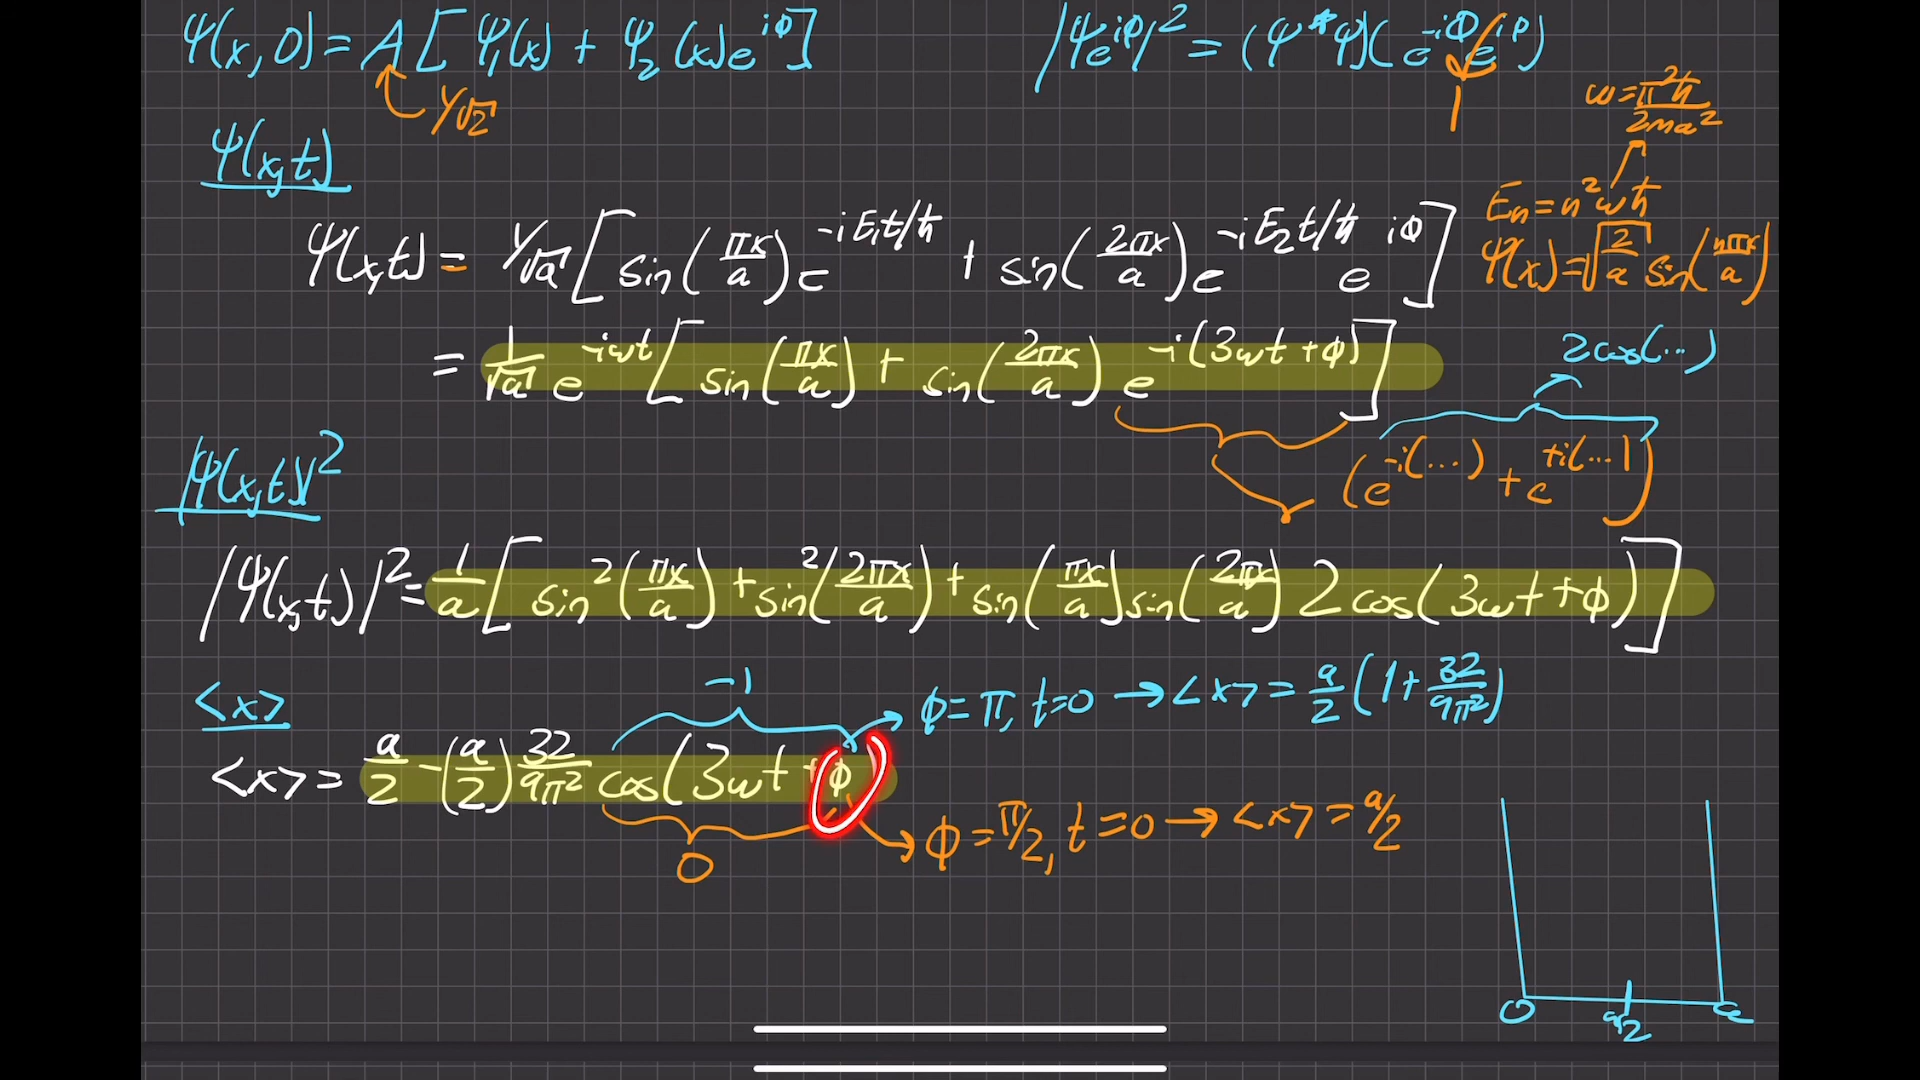 Ψ(x, 0) = A [ψ₁(x) + ψ₂(x)e^{iφ}]
1/√2
|Ψe^{iφ}|² = (Ψ*Ψ)(e^{-iφ}e^{iφ})
1
ω = π²ħ/2ma²
Ψ(x,t)
Eₙ = n²ωħ
ψ(x) = √(2/a) sin(nπx/a)
Ψ(x,t) = 1/√a [sin(πx/a) e^{-iE₁t/ħ} + sin(2πx/a) e^{-iE₂t/ħ} e^{iφ}]
= 1/√a e^{-iωt} [sin(πx/a) + sin(2πx/a) e^{-i(3ωt+φ)}]
2cos(...)
(e^{-i(...)} + e^{+i(...)})
|Ψ(x,t)|²
|Ψ(x,t)|² = 1/a [sin²(πx/a) + sin²(2πx/a) + sin(πx/a) sin(2πx/a) 2cos(3ωt+φ)]
<x>
-1
φ = π, t=0 → <x> = a/2 (1 + 32/9π²)
<x> = a/2 - (a/2) 32/9π² cos(3ωt + φ)
0
φ = π/2, t=0 → <x> = a/2
0 a/2 a